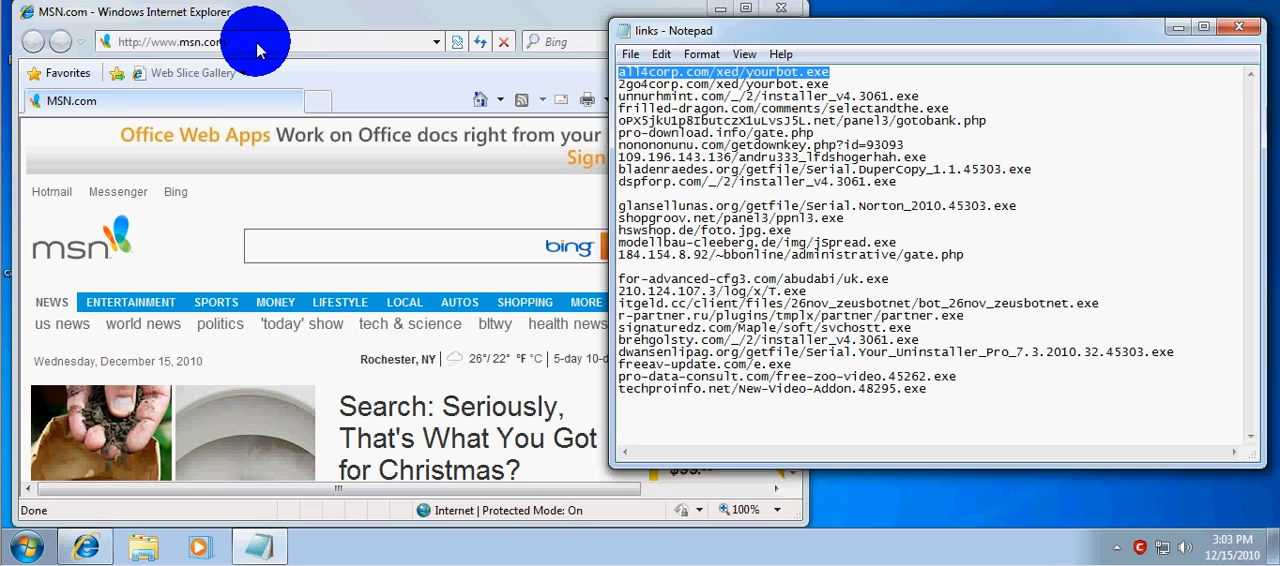 MSN.com - Windows Internet Explorer
http://www.msn.com/
Bing
Favorites
Web Slice Gallery
MSN.com
Office Web Apps Work on Office docs right from your
Sign
Hotmail Messenger Bing
msn
bing
NEWS ENTERTAINMENT SPORTS MONEY LIFESTYLE LOCAL AUTOS SHOPPING MORE
us news world news politics 'today' show tech & science bltwy health news
Wednesday, December 15, 2010
Rochester, NY 26°/ 22° °F °C 5-day 10-d
Search: Seriously,
That's What You Got
for Christmas?
Done
Internet | Protected Mode: On
100%
links - Notepad
File Edit Format View Help
all4corp.com/xed/yourbot.exe
2go4corp.com/xed/yourbot.exe
unnurhmint.com/_/2/installer_v4.3061.exe
frilled-dragon.com/comments/selectandthe.exe
oPX5jkU1p8IbutczX1uLvsJ5L.net/panel3/gotobank.php
pro-download.info/gate.php
nonononunu.com/getdownkey.php?id=93093
109.196.143.136/andru333_lfdshogerhah.exe
bladenraedes.org/getfile/Serial.DuperCopy_1.1.45303.exe
dspforp.com/_/2/installer_v4.3061.exe
glansellunas.org/getfile/Serial.Norton_2010.45303.exe
shopgroov.net/panel3/ppnl3.exe
hswshop.de/foto.jpg.exe
modellbau-cleeberg.de/img/jSpread.exe
184.154.8.92/~bbonline/administrative/gate.php
for-advanced-cfg3.com/abudabi/uk.exe
210.124.107.3/log/x/T.exe
itgeld.cc/client/files/26nov_zeusbotnet/bot_26nov_zeusbotnet.exe
r-partner.ru/plugins/tmplx/partner/partner.exe
signaturedz.com/Maple/soft/svchostt.exe
brehgolsty.com/_/2/installer_v4.3061.exe
dwansenlipag.org/getfile/Serial.Your_Uninstaller_Pro_7.3.2010.32.45303.exe
freeav-update.com/e.exe
pro-data-consult.com/free-zoo-video.45262.exe
techproinfo.net/New-Video-Addon.48295.exe
3:03 PM
12/15/2010